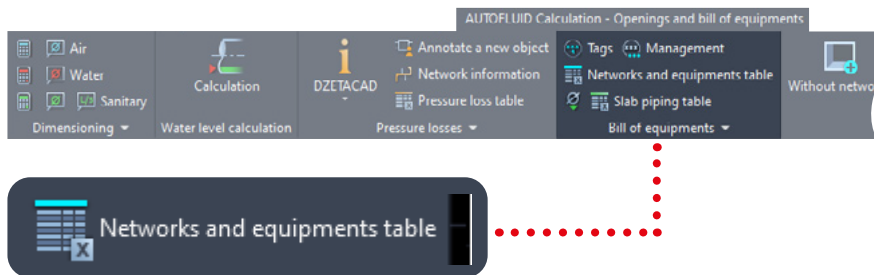 AUTOFLUID Calculation - Openings and bill of equipments
Air
Water
Sanitary
Dimensioning
Calculation
Water level calculation
DZETACAD
Annotate a new object
Network information
Pressure loss table
Pressure losses
Tags Management
Networks and equipments table
Slab piping table
Bill of equipments
Without netwo
Networks and equipments table